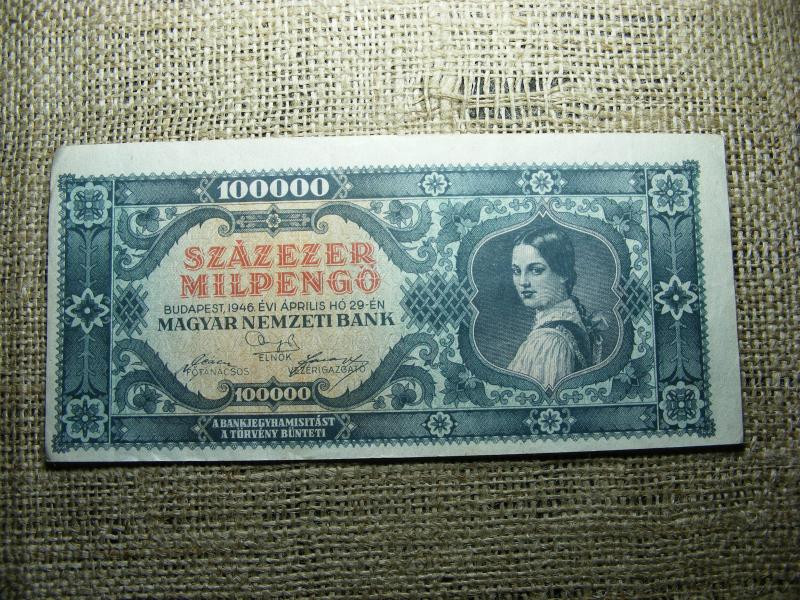 100000
SZÁZEZER
MILPENGŐ
BUDAPEST, 1946. ÉVI ÁPRILIS HÓ 29-ÉN
MAGYAR NEMZETI BANK
ELNÖK
FŐTANÁCSOS VEZÉRIGAZGATÓ
100000
A BANKJEGYHAMISITÁST
A TÖRVÉNY BÜNTETI